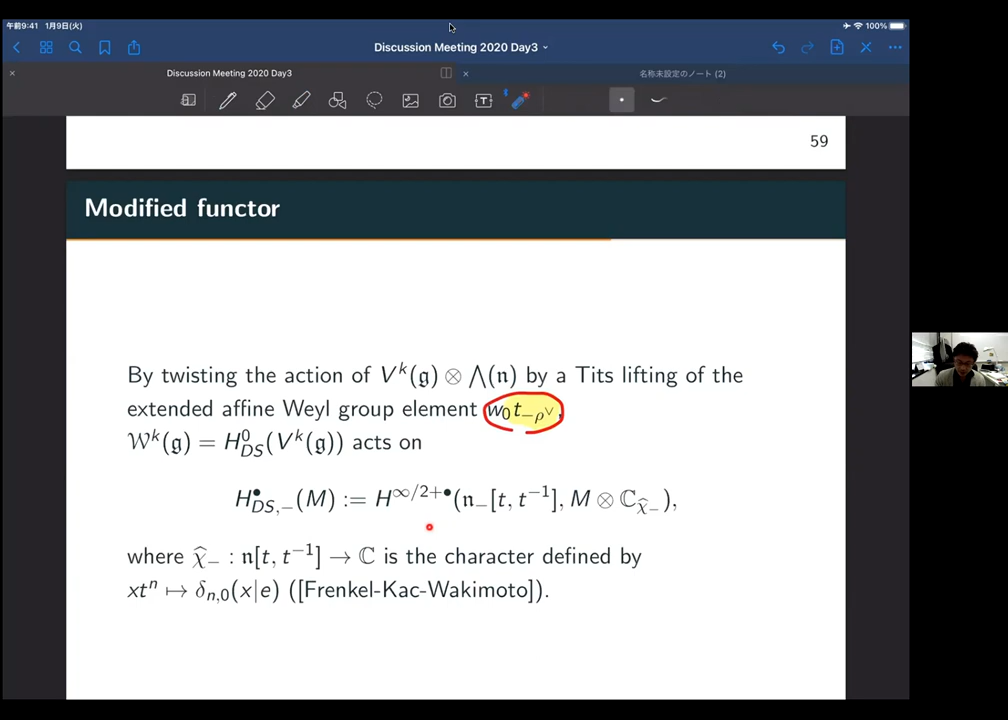 午前9:41 1月9日(火)
100%
Discussion Meeting 2020 Day3
Discussion Meeting 2020 Day3
名称未設定のノート (2)
59
Modified functor
By twisting the action of V^k(𝔤) ⊗ ⋀(𝔫) by a Tits lifting of the
extended affine Weyl group element w₀t_{−ρ^∨},
𝒲^k(𝔤) = H^0_{DS}(V^k(𝔤)) acts on
H^•_{DS,−}(M) := H^{∞/2+•}(𝔫_−[t, t^{−1}], M ⊗ ℂ_{χ̂_−}),
where χ̂_− : 𝔫[t, t^{−1}] → ℂ is the character defined by
xt^n ↦ δ_{n,0}(x|e) ([Frenkel-Kac-Wakimoto]).